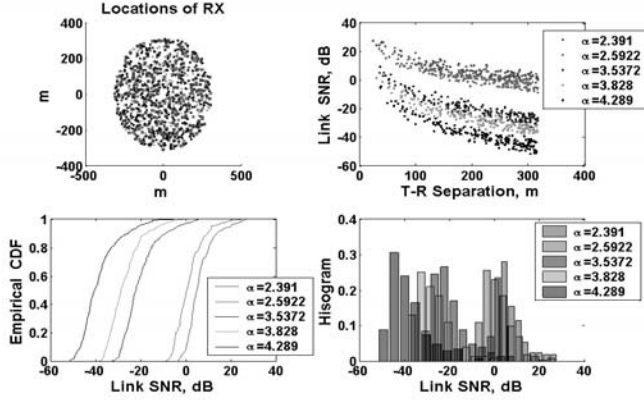 Locations of RX
400
200
0
-200
-400
m
-500 0 500
m
40
20
0
-20
-40
-60
Link SNR, dB
0 100 200 300 400
T-R Separation, m
α=2.391
α=2.5922
α=3.5372
α=3.828
α=4.289
1
0.8
0.6
0.4
0.2
0
Empirical CDF
-60 -40 -20 0 20 40
Link SNR, dB
α=2.391
α=2.5922
α=3.5372
α=3.828
α=4.289
0.4
0.3
0.2
0.1
0
Hisogram
-60 -40 -20 0 20 40
Link SNR, dB
α=2.391
α=2.5922
α=3.5372
α=3.828
α=4.289